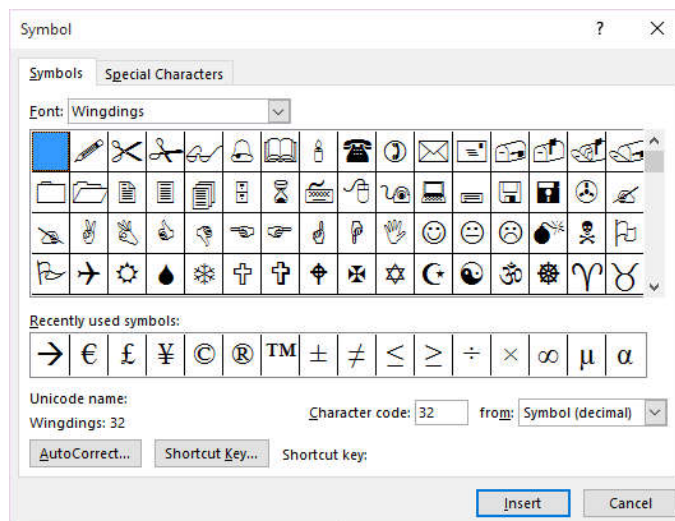 Symbol ? ×
Symbols Special Characters
Font: Wingdings
Recently used symbols:
→ € £ ¥ © ® ™ ± ≠ ≤ ≥ ÷ × ∞ µ α
Unicode name:
Wingdings: 32
Character code: 32 from: Symbol (decimal)
AutoCorrect... Shortcut Key... Shortcut key:
Insert Cancel